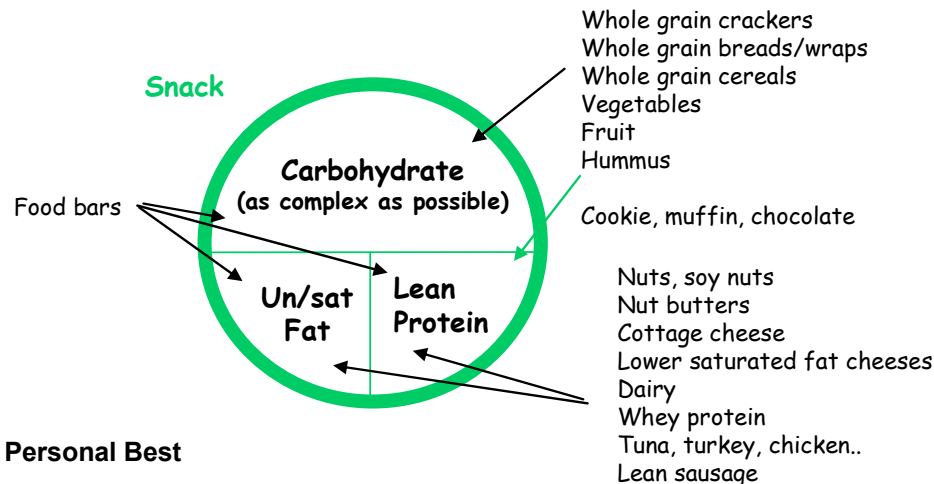 Snack
Whole grain crackers
Whole grain breads/wraps
Whole grain cereals
Vegetables
Fruit
Hummus
Cookie, muffin, chocolate
Carbohydrate
(as complex as possible)
Food bars
Un/sat
Fat
Lean
Protein
Nuts, soy nuts
Nut butters
Cottage cheese
Lower saturated fat cheeses
Dairy
Whey protein
Tuna, turkey, chicken..
Lean sausage
Personal Best